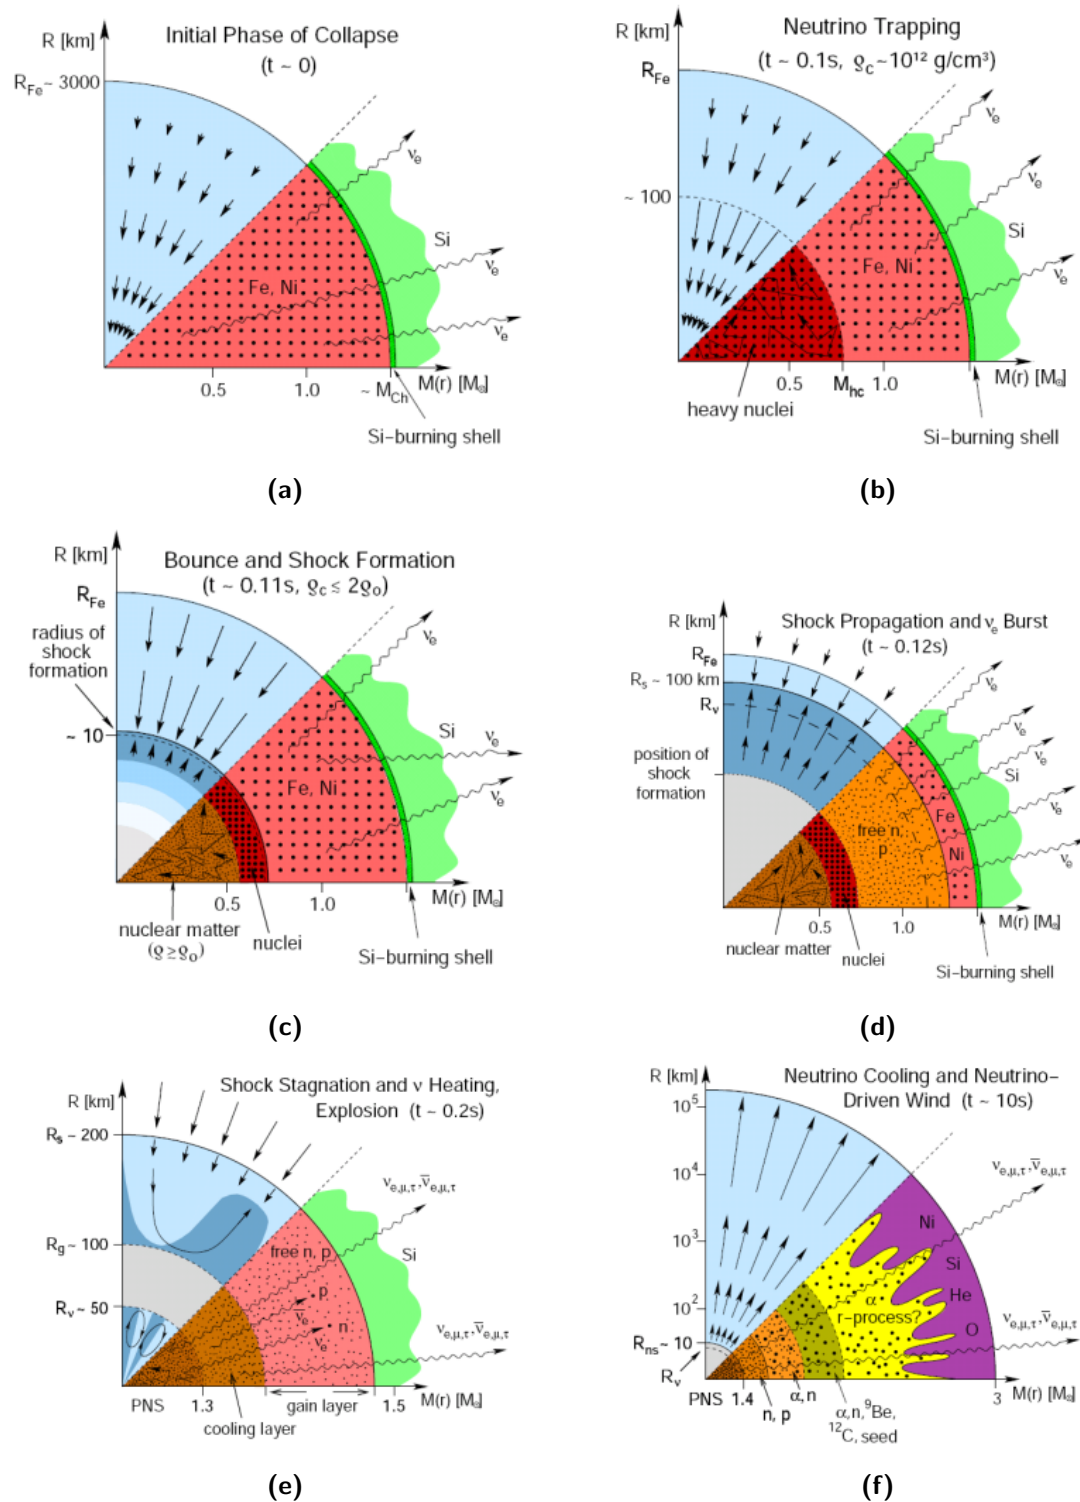 Initial Phase of Collapse
(t ~ 0)
R [km]
R_Fe ~ 3000
ν_e
Si
ν_e
Fe, Ni
ν_e
0.5
1.0
~ M_Ch
M(r) [M_⊙]
Si-burning shell
(a)
Neutrino Trapping
(t ~ 0.1s, ϱ_c ~10¹² g/cm³)
R [km]
R_Fe
ν_e
~ 100
ν_e
Si
Fe, Ni
ν_e
0.5
M_hc
1.0
M(r) [M_⊙]
heavy nuclei
Si-burning shell
(b)
Bounce and Shock Formation
(t ~ 0.11s, ϱ_c ≤ 2ϱ_o)
R [km]
R_Fe
radius of
shock
formation
~ 10
ν_e
Si
ν_e
Fe, Ni
ν_e
0.5
1.0
M(r) [M_⊙]
nuclear matter
(ϱ ≥ ϱ_o)
nuclei
Si-burning shell
(c)
Shock Propagation and ν_e Burst
(t ~ 0.12s)
R [km]
R_Fe
R_s ~ 100 km
R_ν
position of
shock
formation
ν_e
ν_e
Si
ν_e
free n,
p
Fe
Ni
ν_e
0.5
1.0
M(r) [M_⊙]
nuclear matter
nuclei
Si-burning shell
(d)
Shock Stagnation and ν Heating,
Explosion (t ~ 0.2s)
R [km]
R_s ~ 200
R_g ~ 100
R_ν ~ 50
ν_e,μ,τ, ν̅_e,μ,τ
Si
free n, p
p
ν̅_e
n
ν_e
ν_e,μ,τ, ν̅_e,μ,τ
PNS
1.3
gain layer
1.5
M(r) [M_⊙]
cooling layer
(e)
Neutrino Cooling and Neutrino-
Driven Wind (t ~ 10s)
R [km]
10⁵
10⁴
10³
10²
R_ns ~ 10
R_ν
ν_e,μ,τ, ν̅_e,μ,τ
Ni
Si
He
O
α
r-process?
ν_e,μ,τ, ν̅_e,μ,τ
PNS
1.4
α,n
n, p
α,n,⁹Be,
¹²C, seed
3
M(r) [M_⊙]
(f)